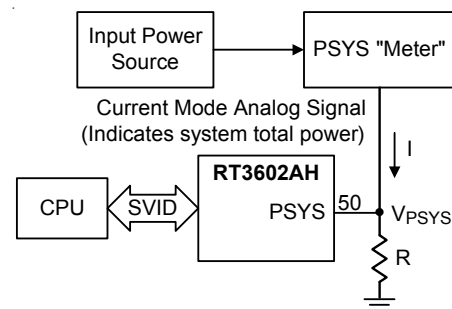 Input Power
Source
PSYS "Meter"
Current Mode Analog Signal
(Indicates system total power)
I
RT3602AH
CPU
SVID
PSYS
50
VPSYS
R